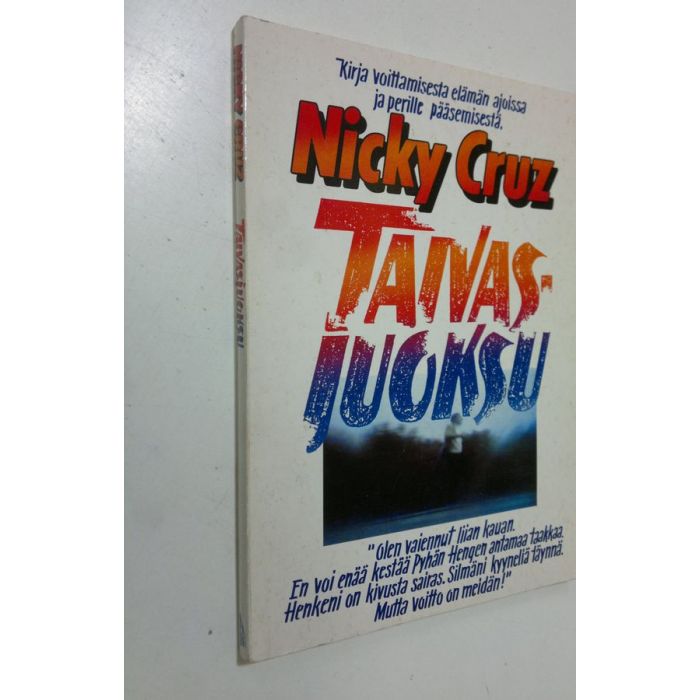 Kirja voittamisesta elämän ajoissa
ja perille pääsemisestä.
Nicky Cruz
TAIVAS-
JUOKSU
"Olen vaiennut liian kauan.
En voi enää kestää Pyhän Hengen antamaa taakkaa.
Henkeni on kivusta sairas. Silmäni kyyneliä täynnä.
Mutta voitto on meidän!"
NICKY CRUZ
TAIVASJUOKSU